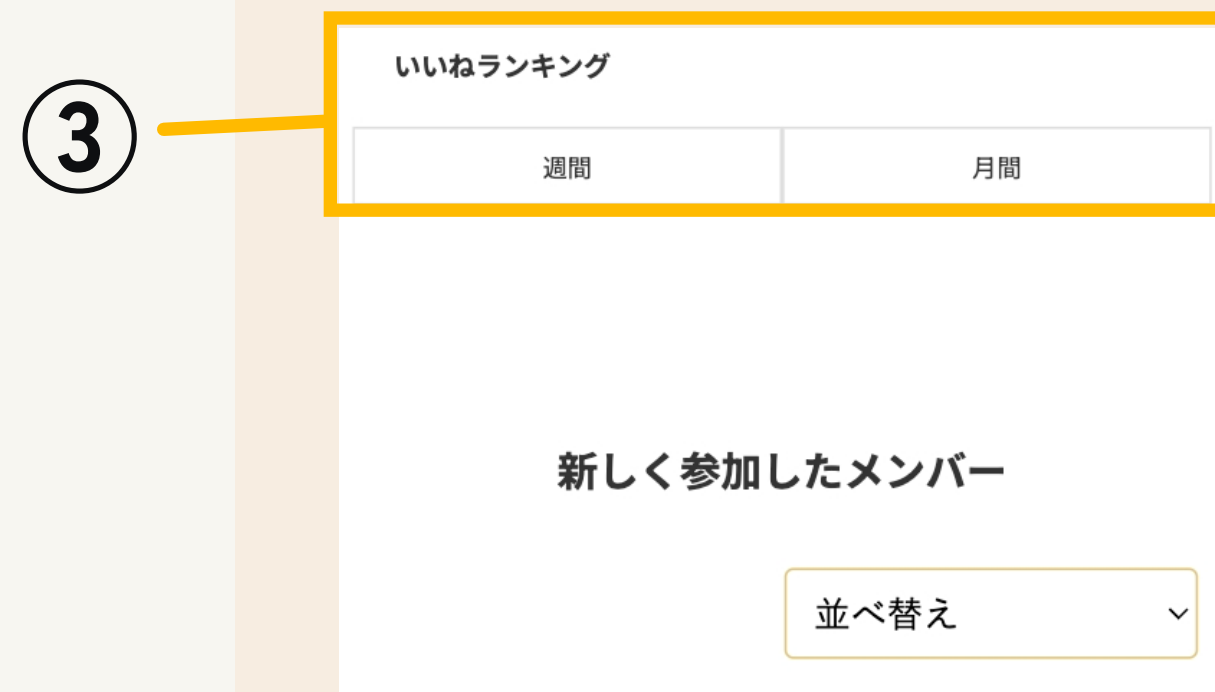 いいねランキング
③
週間 月間
新しく参加したメンバー
並べ替え